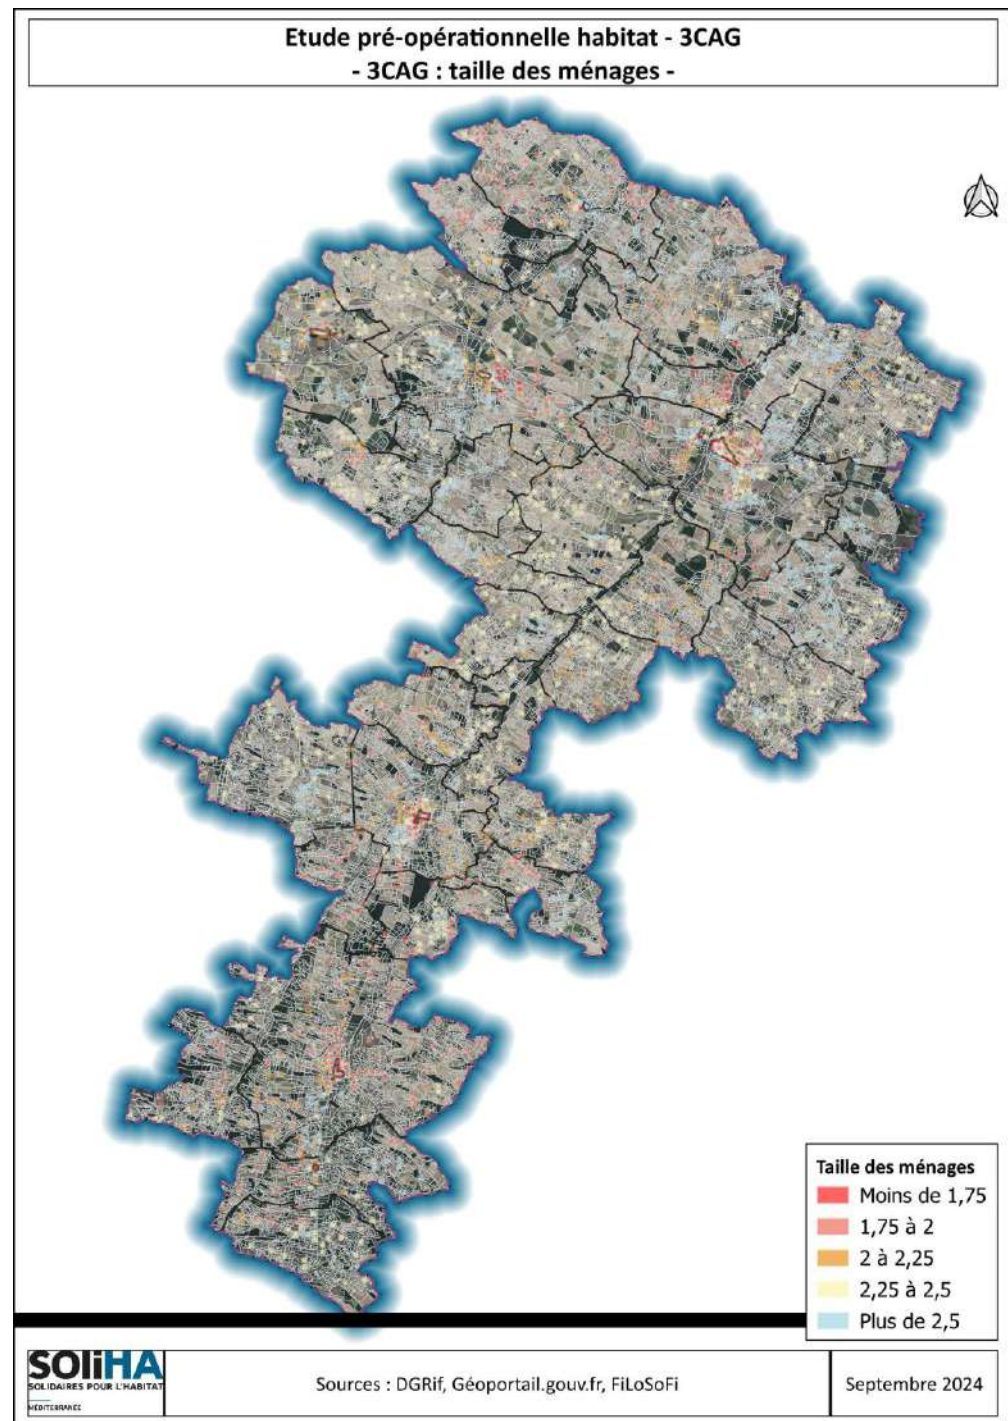 Etude pré-opérationnelle habitat - 3CAG
- 3CAG : taille des ménages -
Taille des ménages
Moins de 1,75
1,75 à 2
2 à 2,25
2,25 à 2,5
Plus de 2,5
SOliHA
SOLIDAIRES POUR L'HABITAT
MÉDITERRANÉE
Sources : DGRif, Géoportail.gouv.fr, FiLoSoFi
Septembre 2024